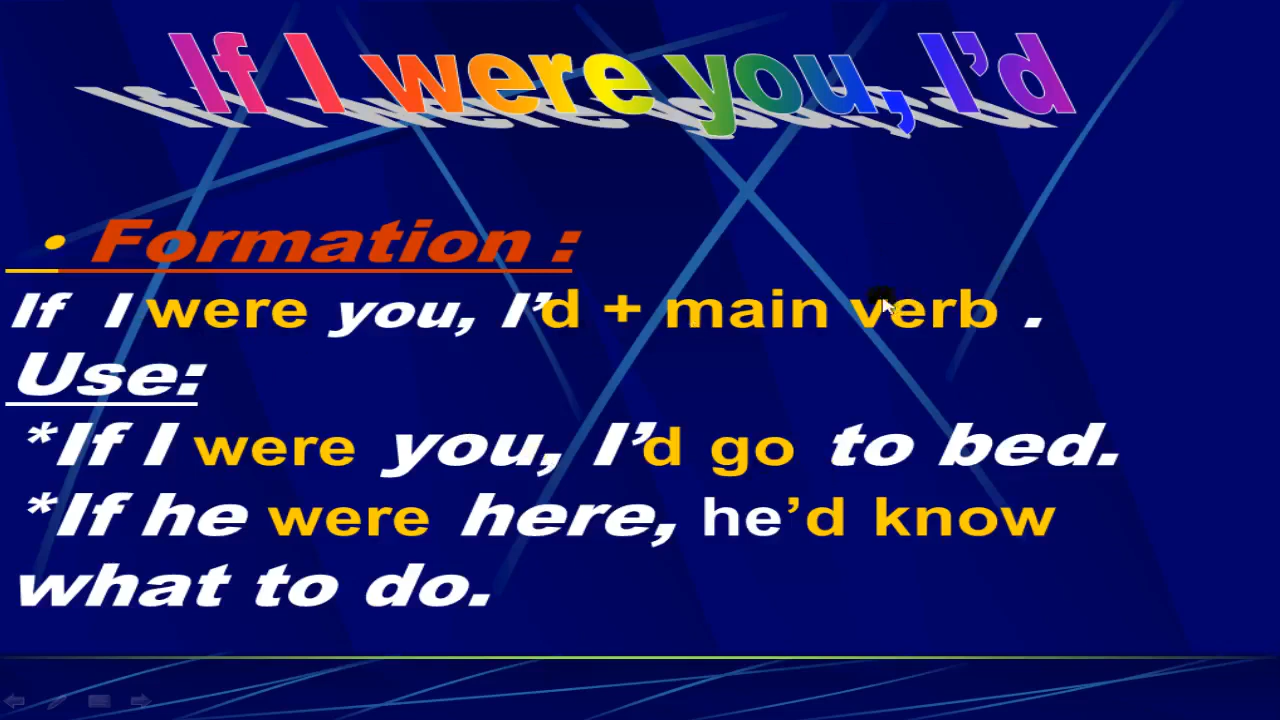 If I were you, I’d
• Formation :
If I were you, I’d + main verb .
Use:
*If I were you, I’d go to bed.
*If he were here, he’d know
what to do.